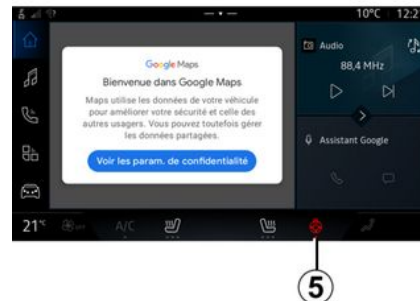 10°C 12:2
Google Maps
Bienvenue dans Google Maps
Maps utilise les données de votre véhicule
pour améliorer votre sécurité et celle des
autres usagers. Vous pouvez toutefois gérer
les données partagées.
Voir les param. de confidentialité
Audio
88,4 MHz
Assistant Google
21°C
OFF
A/C
5